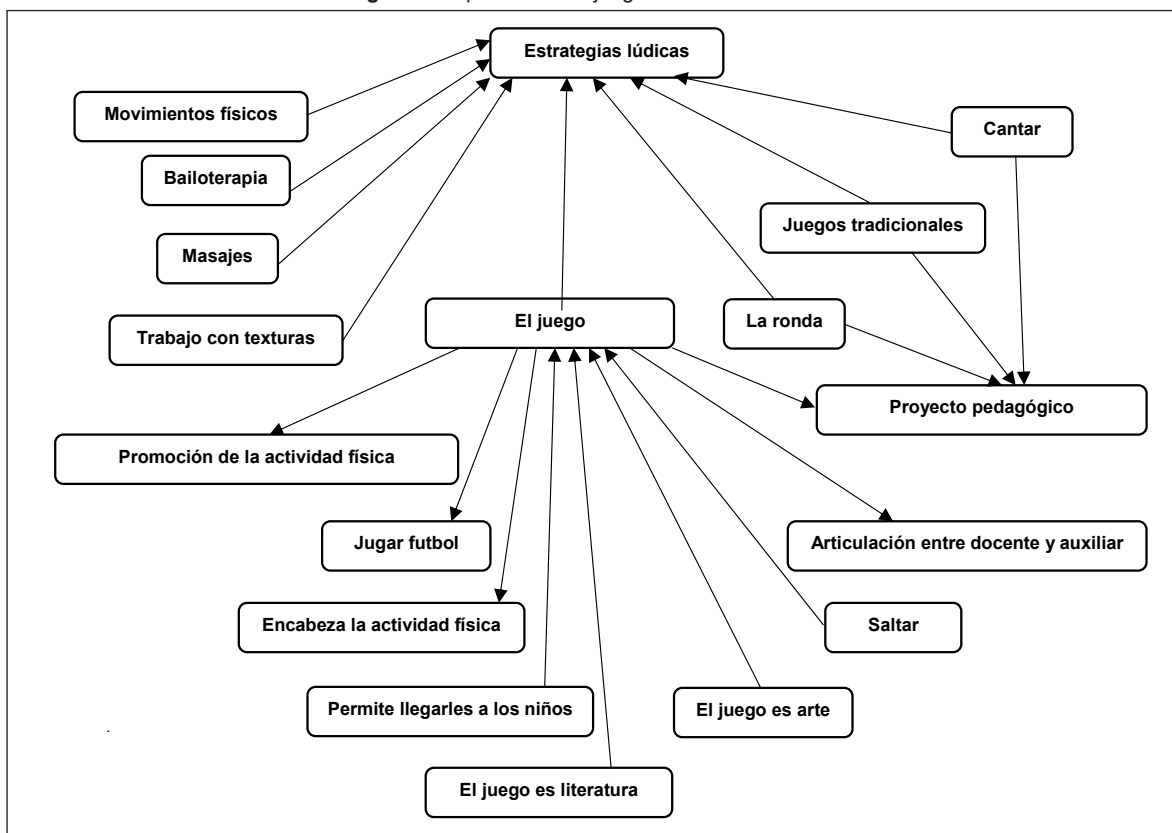 Estrategias lúdicas
Movimientos físicos
Cantar
Bailoterapia
Juegos tradicionales
Masajes
El juego
La ronda
Trabajo con texturas
Proyecto pedagógico
Promoción de la actividad física
Jugar futbol
Articulación entre docente y auxiliar
Encabeza la actividad física
Saltar
Permite llegarles a los niños
El juego es arte
El juego es literatura